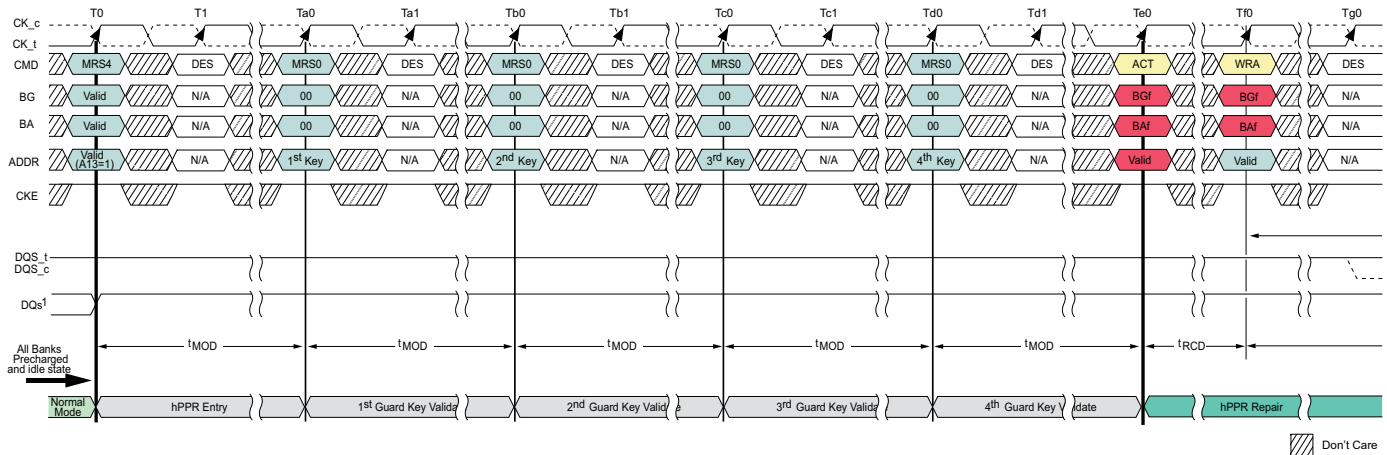 T0 T1 Ta0 Ta1 Tb0 Tb1 Tc0 Tc1 Td0 Td1 Te0 Tf0 Tg0
CK_c
CK_t
CMD MRS4 DES MRS0 DES MRS0 DES MRS0 DES MRS0 DES ACT WRA DES
BG Valid N/A 00 N/A 00 N/A 00 N/A 00 N/A BGf BGf N/A
BA Valid N/A 00 N/A 00 N/A 00 N/A 00 N/A BAf BAf N/A
ADDR Valid (A13=1) N/A 1st Key N/A 2nd Key N/A 3rd Key N/A 4th Key N/A Valid Valid N/A
CKE
DQS_t
DQS_c
DQs1
All Banks
Precharged
and idle state
tMOD tMOD tMOD tMOD tMOD tRCD
Normal Mode hPPR Entry 1st Guard Key Valida 2nd Guard Key Valid e 3rd Guard Key Valida 4th Guard Key V idate hPPR Repair
Don't Care